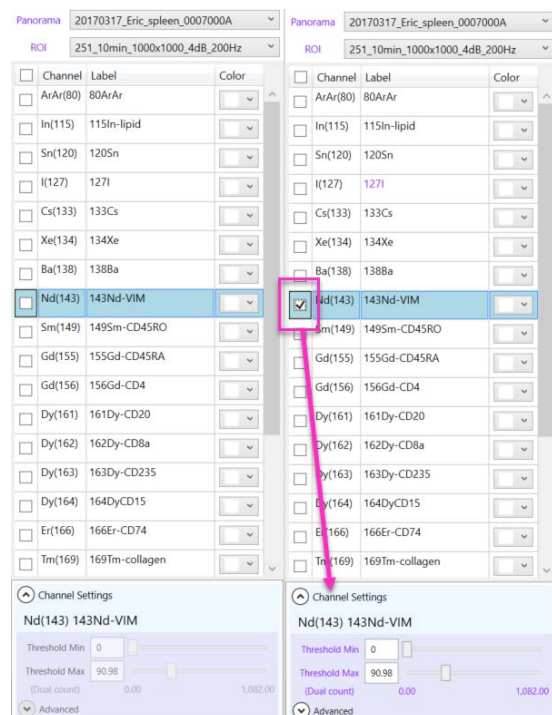 Panorama 20170317_Eric_spleen_0007000A
ROI 251_10min_1000x1000_4dB_200Hz
Channel Label Color
ArAr(80) 80ArAr
In(115) 115In-lipid
Sn(120) 120Sn
I(127) 127I
Cs(133) 133Cs
Xe(134) 134Xe
Ba(138) 138Ba
Nd(143) 143Nd-VIM
Sm(149) 149Sm-CD45RO
Gd(155) 155Gd-CD45RA
Gd(156) 156Gd-CD4
Dy(161) 161Dy-CD20
Dy(162) 162Dy-CD8a
Dy(163) 163Dy-CD235
Dy(164) 164DyCD15
Er(166) 166Er-CD74
Tm(169) 169Tm-collagen
Channel Settings
Nd(143) 143Nd-VIM
Threshold Min 0
Threshold Max 90.98
(Dual count) 0.00 1,082.00
Advanced
Panorama 20170317_Eric_spleen_0007000A
ROI 251_10min_1000x1000_4dB_200Hz
Channel Label Color
ArAr(80) 80ArAr
In(115) 115In-lipid
Sn(120) 120Sn
I(127) 127I
Cs(133) 133Cs
Xe(134) 134Xe
Ba(138) 138Ba
Nd(143) 143Nd-VIM
Sm(149) 149Sm-CD45RO
Gd(155) 155Gd-CD45RA
Gd(156) 156Gd-CD4
Dy(161) 161Dy-CD20
Dy(162) 162Dy-CD8a
Dy(163) 163Dy-CD235
Dy(164) 164DyCD15
Er(166) 166Er-CD74
Tm(169) 169Tm-collagen
Channel Settings
Nd(143) 143Nd-VIM
Threshold Min 0
Threshold Max 90.98
(Dual count) 0.00 1,082.00
Advanced